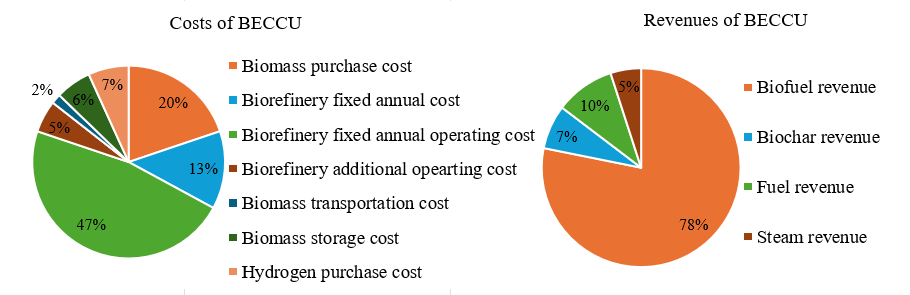 Costs of BECCU
20%
13%
47%
5%
2%
6%
7%
Biomass purchase cost
Biorefinery fixed annual cost
Biorefinery fixed annual operating cost
Biorefinery additional opearting cost
Biomass transportation cost
Biomass storage cost
Hydrogen purchase cost
Revenues of BECCU
78%
7%
10%
5%
Biofuel revenue
Biochar revenue
Fuel revenue
Steam revenue